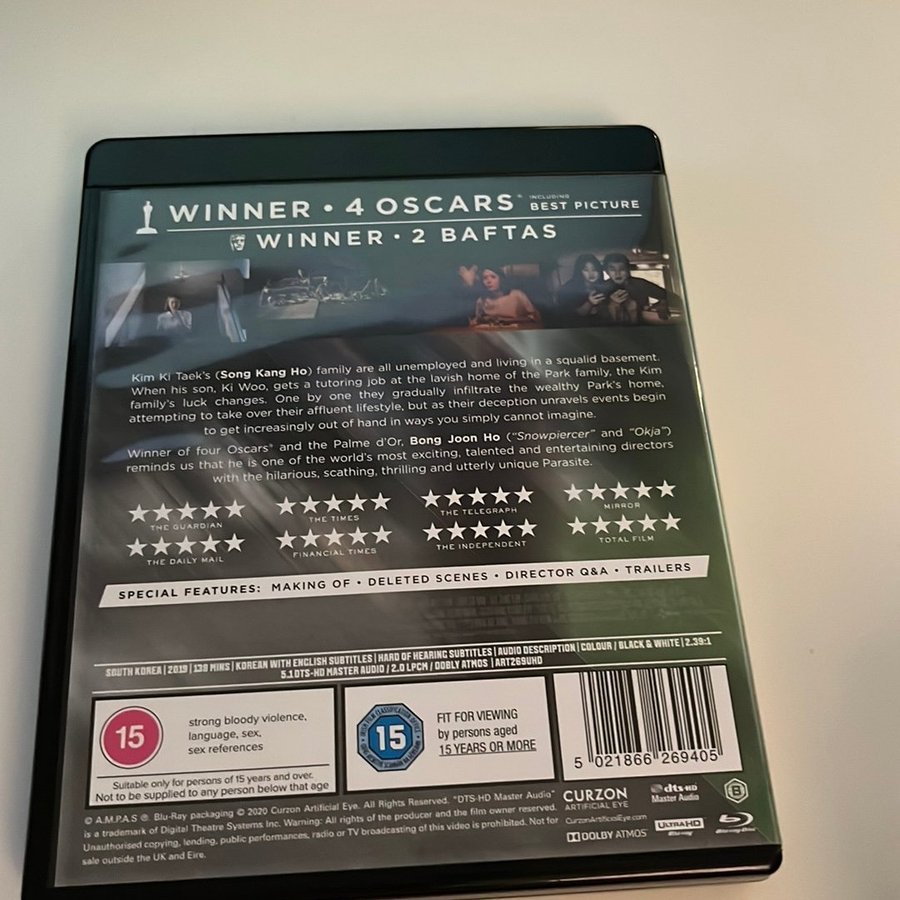 WINNER • 4 OSCARS® INCLUDING BEST PICTURE
WINNER • 2 BAFTAS
Kim Ki Taek's (Song Kang Ho) family are all unemployed and living in a squalid basement.
When his son, Ki Woo, gets a tutoring job at the lavish home of the Park family, the Kim
family's luck changes. One by one they gradually infiltrate the wealthy Park's home,
attempting to take over their affluent lifestyle, but as their deception unravels events begin
to get increasingly out of hand in ways you simply cannot imagine.
Winner of four Oscars® and the Palme d'Or, Bong Joon Ho ("Snowpiercer" and "Okja")
reminds us that he is one of the world's most exciting, talented and entertaining directors
with the hilarious, scathing, thrilling and utterly unique Parasite.
★★★★★ ★★★★★ ★★★★★ ★★★★★
THE GUARDIAN THE TIMES THE TELEGRAPH MIRROR
★★★★★ ★★★★★ ★★★★★ ★★★★★
THE DAILY MAIL FINANCIAL TIMES THE INDEPENDENT TOTAL FILM
SPECIAL FEATURES: MAKING OF • DELETED SCENES • DIRECTOR Q&A • TRAILERS
SOUTH KOREA | 2019 | 139 MINS | KOREAN WITH ENGLISH SUBTITLES | HARD OF HEARING SUBTITLES | AUDIO DESCRIPTION | COLOUR / BLACK & WHITE | 2.39:1
5.1 DTS-HD MASTER AUDIO / 2.0 LPCM / DOBLY ATMOS | ART269UHD
15
strong bloody violence,
language, sex,
sex references
Suitable only for persons of 15 years and over.
Not to be supplied to any person below that age
15
FIT FOR VIEWING
by persons aged
15 YEARS OR MORE
5 021866 269405
© A.M.P.A.S ®. Blu-Ray packaging © 2020 Curzon Artificial Eye. All Rights Reserved. "DTS-HD Master Audio"
is a trademark of Digital Theatre Systems Inc. Warning: All rights of the producer and the film owner reserved.
Unauthorised copying, lending, public performances, radio or TV broadcasting of this video is prohibited. Not for
sale outside the UK and Eire.
CURZON
ARTIFICIAL EYE
CurzonArtificialEye.com
DOLBY ATMOS
dts-HD
Master Audio
ULTRA HD
Blu-ray
B
Blu-ray Disc